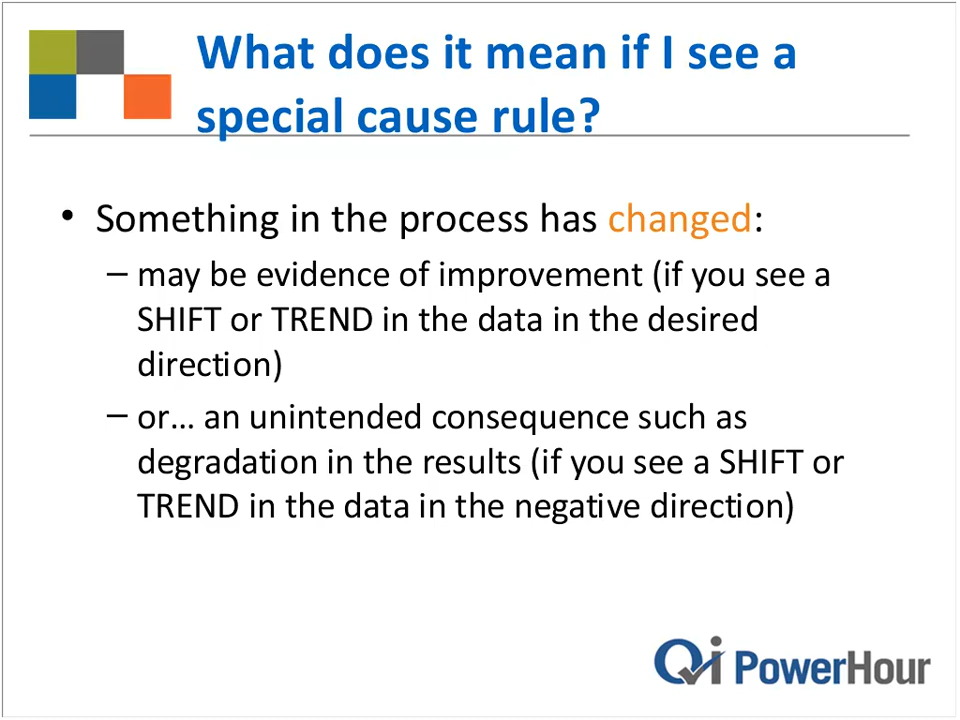 What does it mean if I see a
special cause rule?
• Something in the process has changed:
– may be evidence of improvement (if you see a
SHIFT or TREND in the data in the desired
direction)
– or... an unintended consequence such as
degradation in the results (if you see a SHIFT or
TREND in the data in the negative direction)
Qi PowerHour